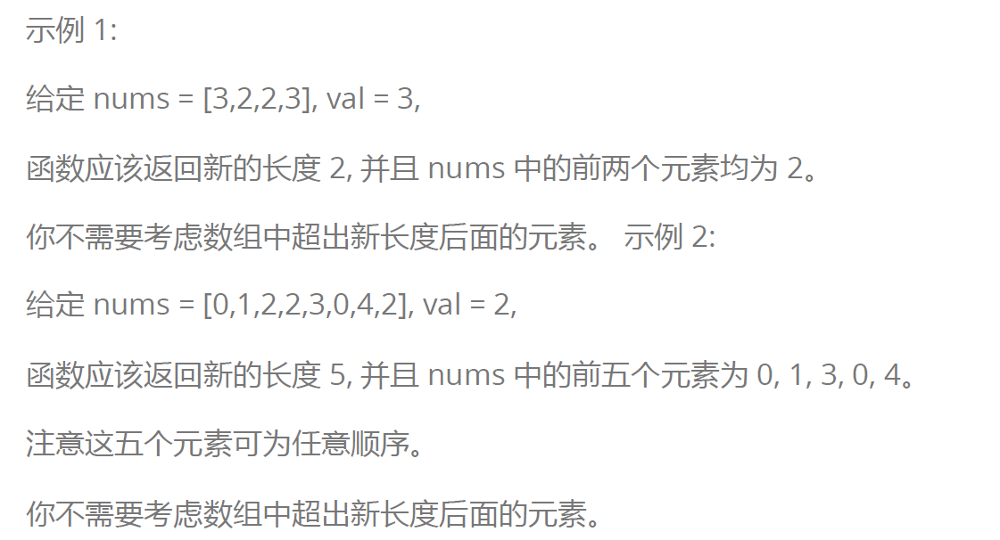 示例 1:
给定 nums = [3,2,2,3], val = 3,
函数应该返回新的长度 2, 并且 nums 中的前两个元素均为 2。
你不需要考虑数组中超出新长度后面的元素。 示例 2:
给定 nums = [0,1,2,2,3,0,4,2], val = 2,
函数应该返回新的长度 5, 并且 nums 中的前五个元素为 0, 1, 3, 0, 4。
注意这五个元素可为任意顺序。
你不需要考虑数组中超出新长度后面的元素。